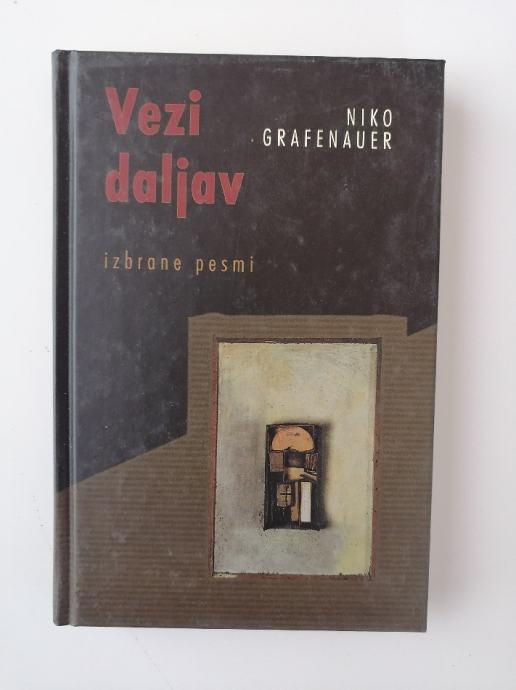 Vezi
daljav
NIKO
GRAFENAUER
izbrane pesmi